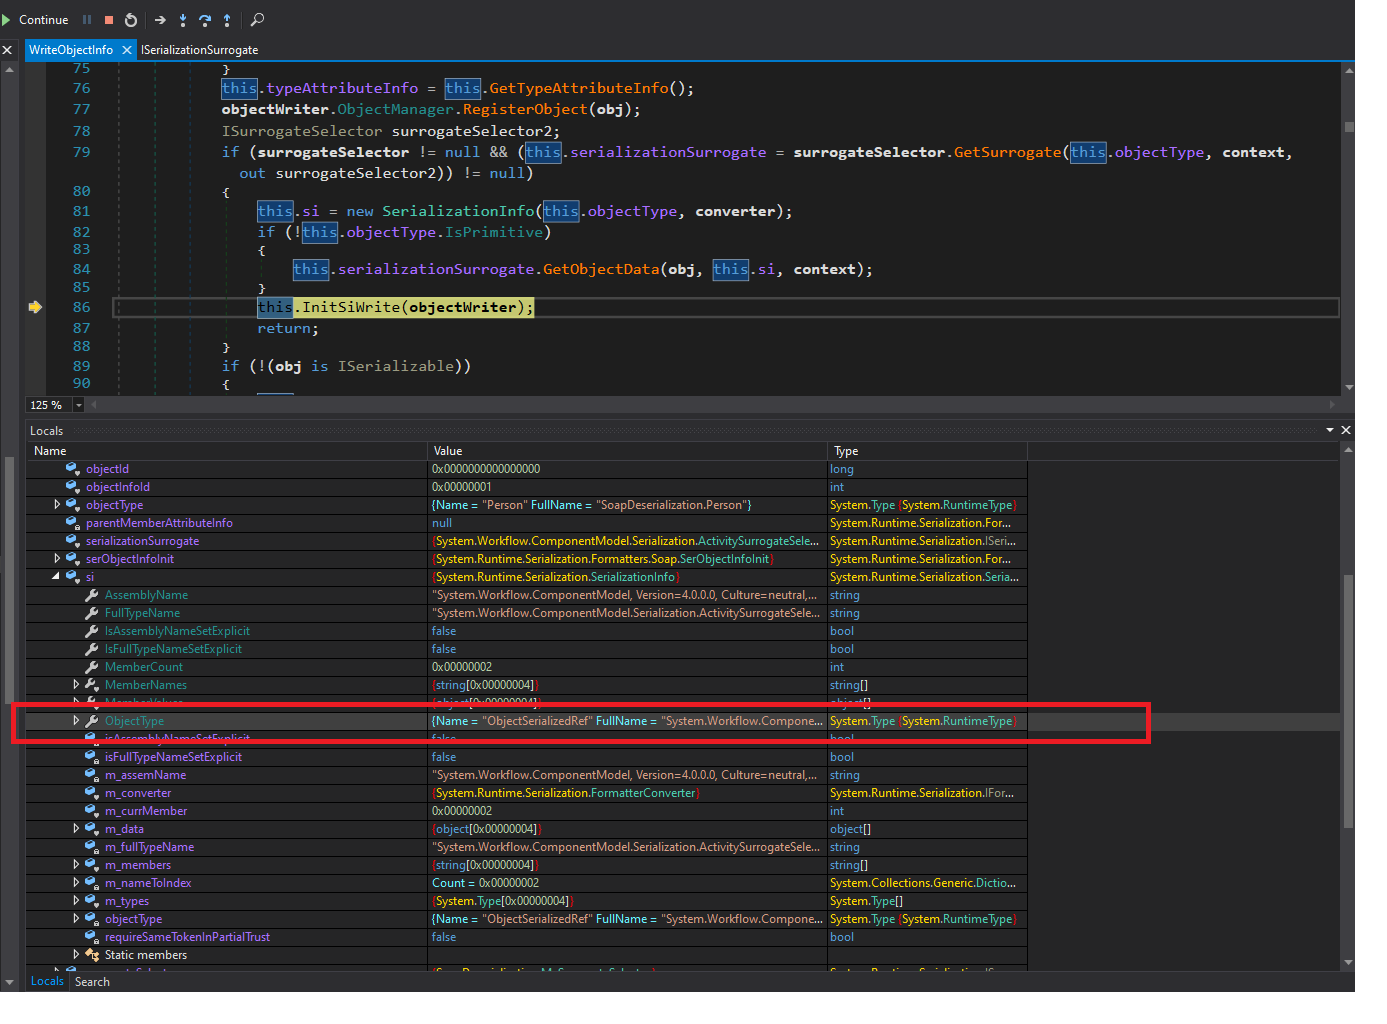 Continue
WriteObjectInfo ISerializationSurrogate
75 }
76 this.typeAttributeInfo = this.GetTypeAttributeInfo();
77 objectWriter.ObjectManager.RegisterObject(obj);
78 ISurrogateSelector surrogateSelector2;
79 if (surrogateSelector != null && (this.serializationSurrogate = surrogateSelector.GetSurrogate(this.objectType, context,
out surrogateSelector2)) != null)
80 {
81 this.si = new SerializationInfo(this.objectType, converter);
82 if (!this.objectType.IsPrimitive)
83 {
84 this.serializationSurrogate.GetObjectData(obj, this.si, context);
85 }
86 this.InitSiWrite(objectWriter);
87 return;
88 }
89 if (!(obj is ISerializable))
90 {
125 %
Locals
Name Value Type
objectId 0x0000000000000000 long
objectInfoId 0x00000001 int
objectType {Name = "Person" FullName = "SoapDeserialization.Person"} System.Type {System.RuntimeType}
parentMemberAttributeInfo null System.Runtime.Serialization.For...
serializationSurrogate {System.Workflow.ComponentModel.Serialization.ActivitySurrogateSele... System.Runtime.Serialization.ISeri...
serObjectInfoInit {System.Runtime.Serialization.Formatters.Soap.SerObjectInfoInit} System.Runtime.Serialization.For...
si {System.Runtime.Serialization.SerializationInfo} System.Runtime.Serialization.Seria...
AssemblyName "System.Workflow.ComponentModel, Version=4.0.0.0, Culture=neutral,... string
FullTypeName "System.Workflow.ComponentModel.Serialization.ActivitySurrogateSele... string
IsAssemblyNameSetExplicit false bool
IsFullTypeNameSetExplicit false bool
MemberCount 0x00000002 int
MemberNames {string[0x00000004]} string[]
MemberValues {object[0x00000004]} object[]
ObjectType {Name = "ObjectSerializedRef" FullName = "System.Workflow.Compone... System.Type {System.RuntimeType}
isAssemblyNameSetExplicit false bool
isFullTypeNameSetExplicit false bool
m_assemName "System.Workflow.ComponentModel, Version=4.0.0.0, Culture=neutral,... string
m_converter {System.Runtime.Serialization.FormatterConverter} System.Runtime.Serialization.IFor...
m_currMember 0x00000002 int
m_data {object[0x00000004]} object[]
m_fullTypeName "System.Workflow.ComponentModel.Serialization.ActivitySurrogateSele... string
m_members {string[0x00000004]} string[]
m_nameToIndex Count = 0x00000002 System.Collections.Generic.Dictio...
m_types {System.Type[0x00000004]} System.Type[]
objectType {Name = "ObjectSerializedRef" FullName = "System.Workflow.Compone... System.Type {System.RuntimeType}
requireSameTokenInPartialTrust false bool
Static members
Locals Search